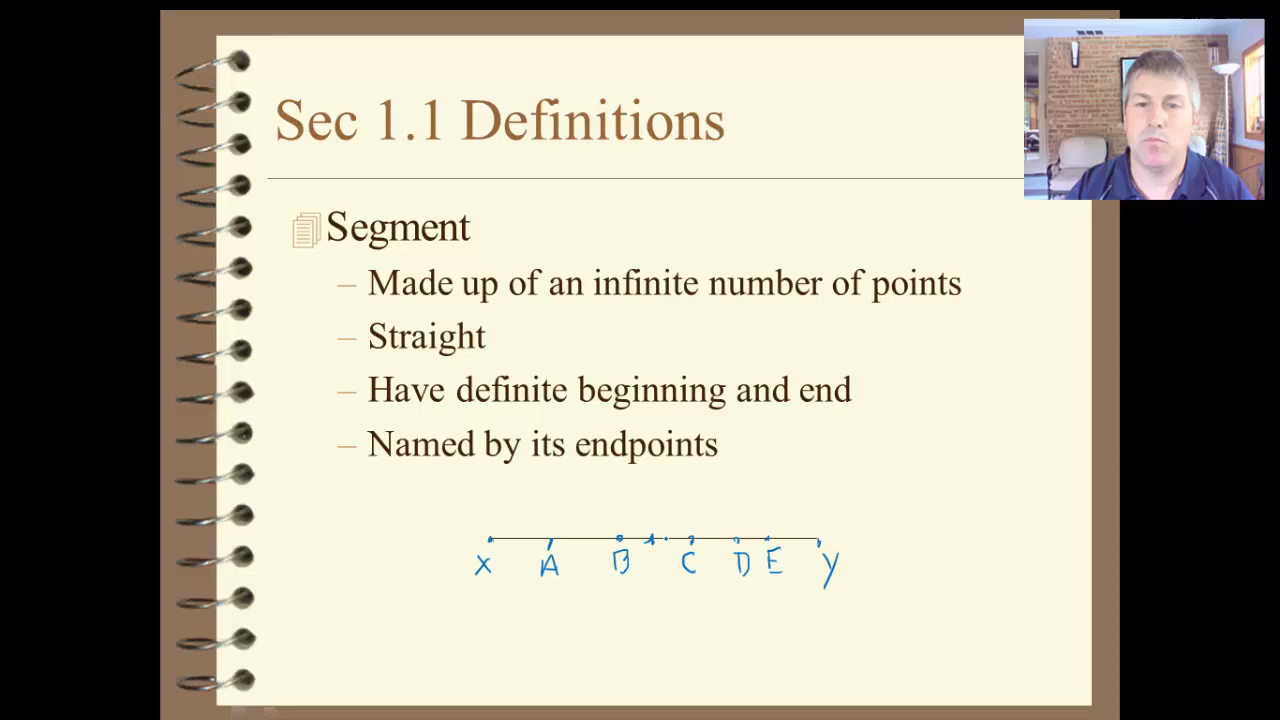 Sec 1.1 Definitions
Segment
– Made up of an infinite number of points
– Straight
– Have definite beginning and end
– Named by its endpoints
X A B C D E Y